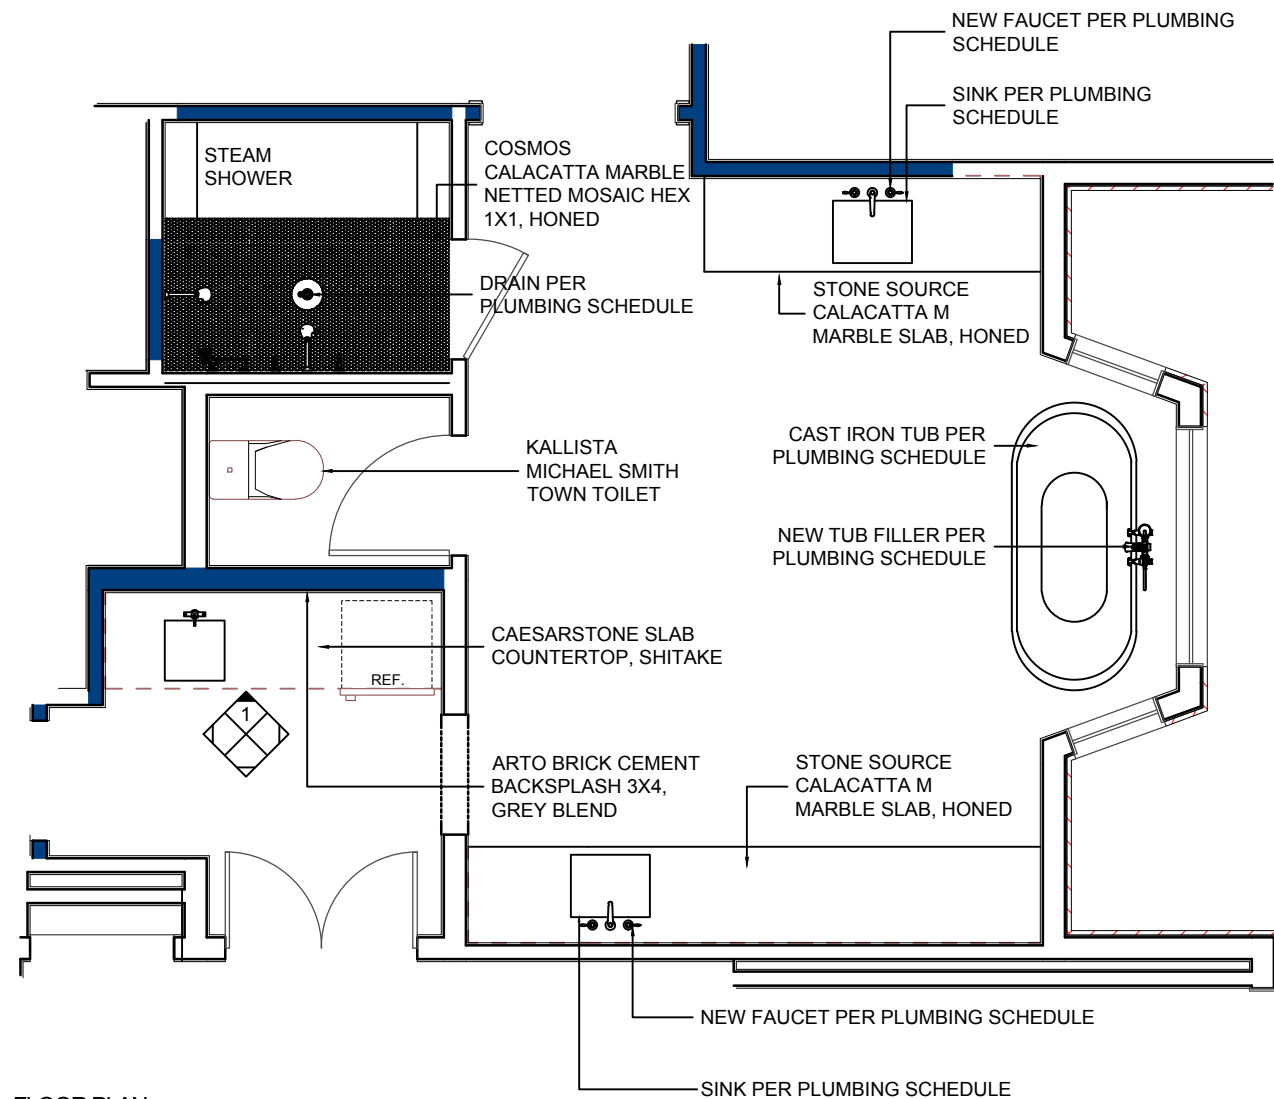 NEW FAUCET PER PLUMBING
SCHEDULE
SINK PER PLUMBING
SCHEDULE
STEAM
SHOWER
COSMOS
CALACATTA MARBLE
NETTED MOSAIC HEX
1X1, HONED
DRAIN PER
PLUMBING SCHEDULE
STONE SOURCE
CALACATTA M
MARBLE SLAB, HONED
KALLISTA
MICHAEL SMITH
TOWN TOILET
CAST IRON TUB PER
PLUMBING SCHEDULE
NEW TUB FILLER PER
PLUMBING SCHEDULE
CAESARSTONE SLAB
COUNTERTOP, SHITAKE
REF.
1
ARTO BRICK CEMENT
BACKSPLASH 3X4,
GREY BLEND
STONE SOURCE
CALACATTA M
MARBLE SLAB, HONED
NEW FAUCET PER PLUMBING SCHEDULE
SINK PER PLUMBING SCHEDULE
FLOOR PLAN